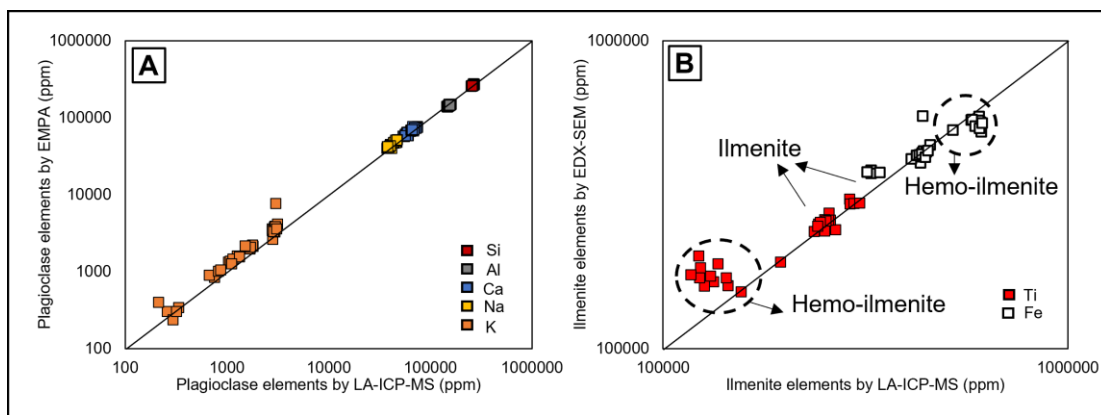 A
Plagioclase elements by EMPA (ppm)
1000000
100000
10000
1000
100
100
1000
10000
100000
1000000
Plagioclase elements by LA-ICP-MS (ppm)
Si
Al
Ca
Na
K
B
Ilmenite elements by EDX-SEM (ppm)
1000000
100000
100000
1000000
Ilmenite elements by LA-ICP-MS (ppm)
Ilmenite
Hemo-ilmenite
Hemo-ilmenite
Ti
Fe